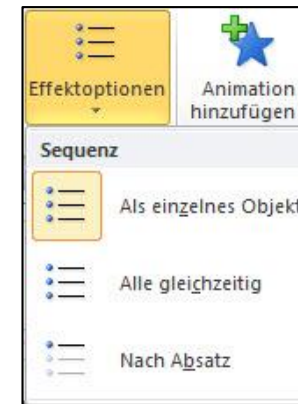 Effektoptionen
Animation
hinzufügen
Sequenz
Als einzelnes Objekt
Alle gleichzeitig
Nach Absatz